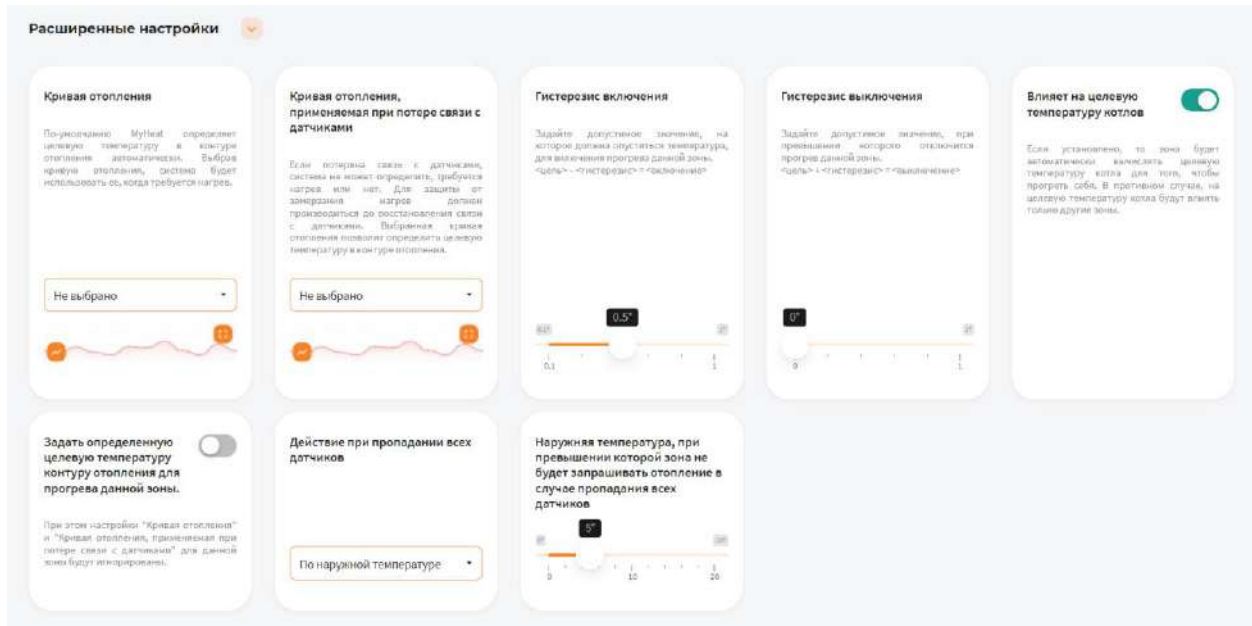 Расширенные настройки
Кривая отопления
По-умолчанию MyHeat определяет
целевую температуру в контуре
отопления автоматически. Выбрав
кривую отопления, система будет
использовать ее, когда требуется нагрев.
Не выбрано
Кривая отопления,
применяемая при потере связи с
датчиками
Если потеряна связь с датчиками,
система не может определить, требуется
нагрев или нет. Для защиты от
замерзания нагрев должен
производиться до восстановления связи
с датчиками. Выбранная кривая
отопления позволит определить целевую
температуру в контуре отопления.
Не выбрано
Гистерезис включения
Задайте допустимое значение, на
которое должна опуститься температура,
для включения прогрева данной зоны.
<цель> - <гистерезис> = <включение>
0.5°
0.1°
1°
0.1
1
Гистерезис выключения
Задайте допустимое значение, при
превышении которого отключится
прогрев данной зоны.
<цель> + <гистерезис> = <выключение>
0°
1°
0
1
Влияет на целевую
температуру котлов
Если установлено, то зона будет
автоматически вычислять целевую
температуру котла для того, чтобы
прогреть себя. В противном случае, на
целевую температуру котла будут влиять
только другие зоны.
Задать определенную
целевую температуру
контуру отопления для
прогрева данной зоны.
При этом настройки "Кривая отопления"
и "Кривая отопления, применяемая при
потере связи с датчиками" для данной
зоны будут игнорированы.
Действие при пропадании всех
датчиков
По наружной температуре
Наружняя температура, при
превышении которой зона не
будет запрашивать отопление в
случае пропадания всех
датчиков
5°
0°
20°
0
10
20